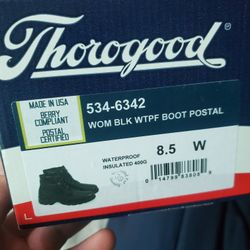 Thorogood
MADE IN USA
BERRY
COMPLIANT
POSTAL
CERTIFIED
534-6342
WOM BLK WTPF BOOT POSTAL
WATERPROOF
INSULATED 400G
8.5 W
L